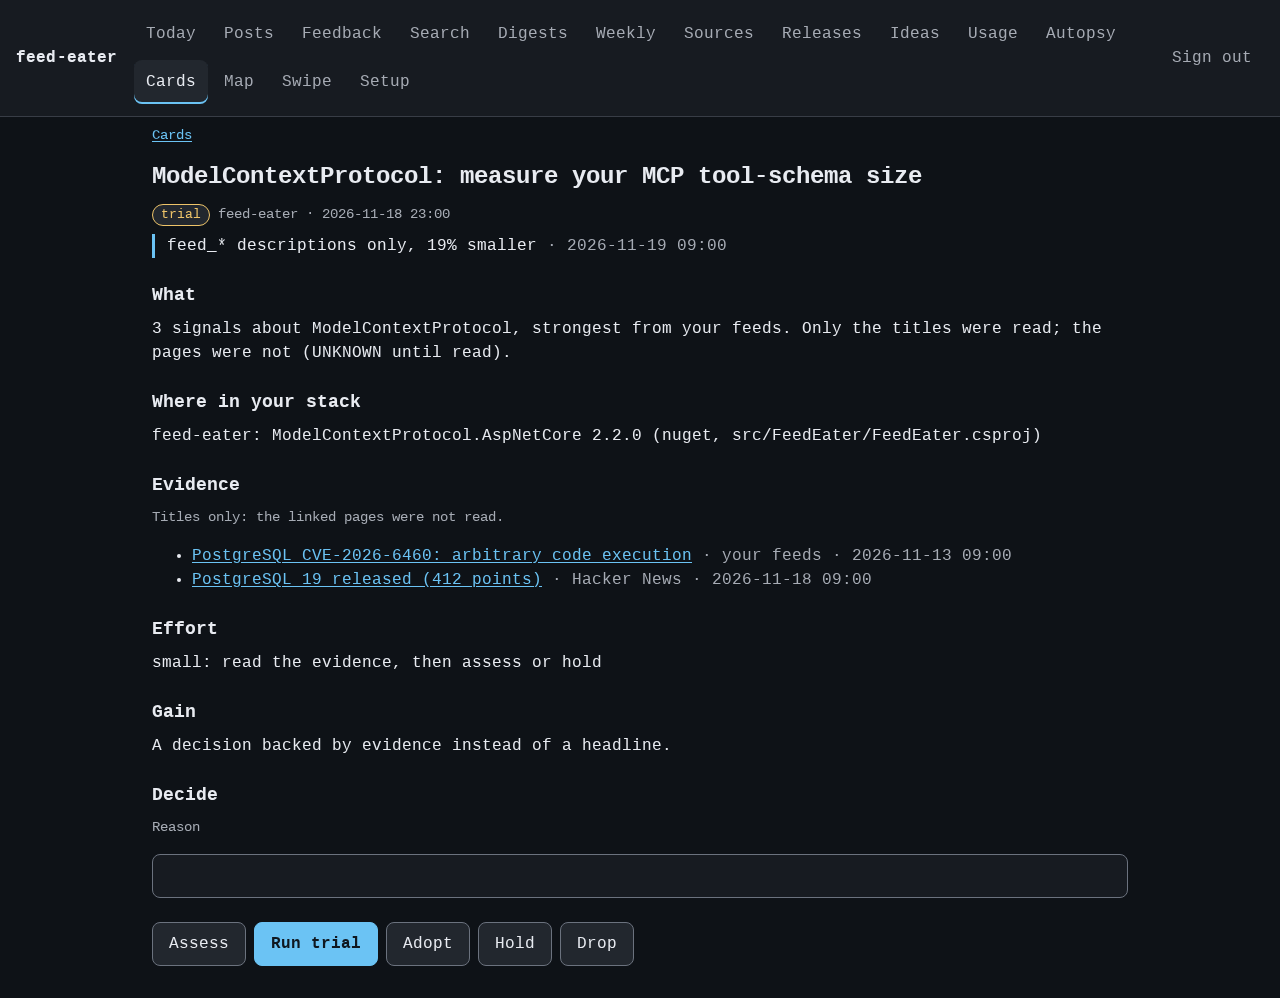 feed-eater
Today Posts Feedback Search Digests Weekly Sources Releases Ideas Usage Autopsy
Cards Map Swipe Setup
Sign out
Cards
ModelContextProtocol: measure your MCP tool-schema size
trial feed-eater · 2026-11-18 23:00
feed_* descriptions only, 19% smaller · 2026-11-19 09:00
What
3 signals about ModelContextProtocol, strongest from your feeds. Only the titles were read; the
pages were not (UNKNOWN until read).
Where in your stack
feed-eater: ModelContextProtocol.AspNetCore 2.2.0 (nuget, src/FeedEater/FeedEater.csproj)
Evidence
Titles only: the linked pages were not read.
• PostgreSQL CVE-2026-6460: arbitrary code execution · your feeds · 2026-11-13 09:00
• PostgreSQL 19 released (412 points) · Hacker News · 2026-11-18 09:00
Effort
small: read the evidence, then assess or hold
Gain
A decision backed by evidence instead of a headline.
Decide
Reason
Assess Run trial Adopt Hold Drop